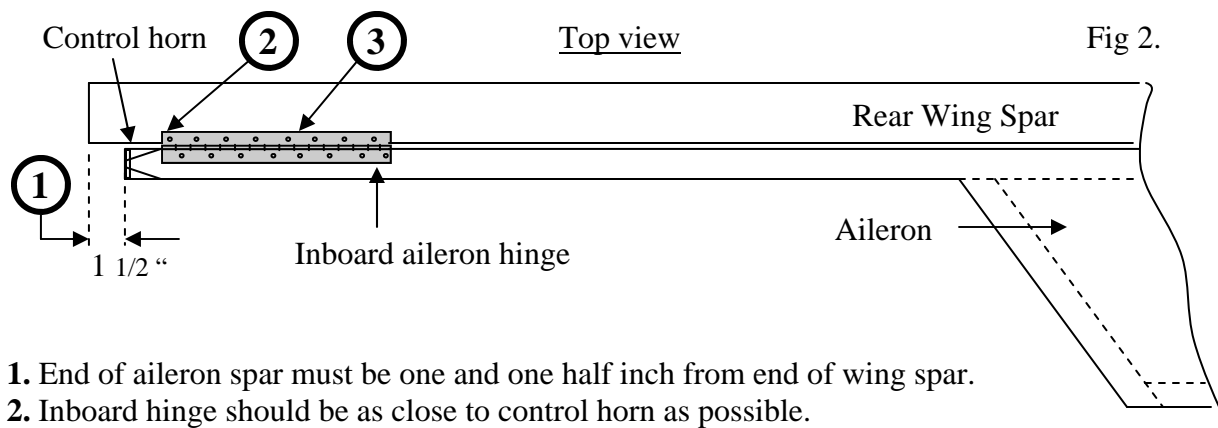 Control horn
2
3
Top view
Fig 2.
Rear Wing Spar
1
Aileron
Inboard aileron hinge
1 1/2 “
1. End of aileron spar must be one and one half inch from end of wing spar.
2. Inboard hinge should be as close to control horn as possible.